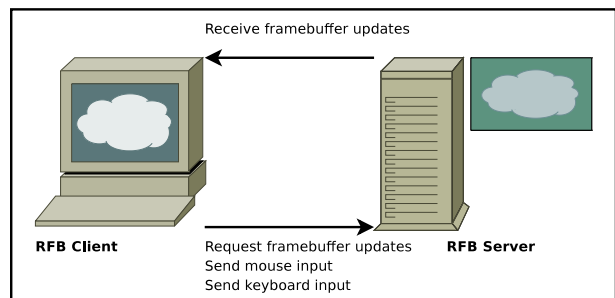 Receive framebuffer updates
RFB Client
RFB Server
Request framebuffer updates
Send mouse input
Send keyboard input